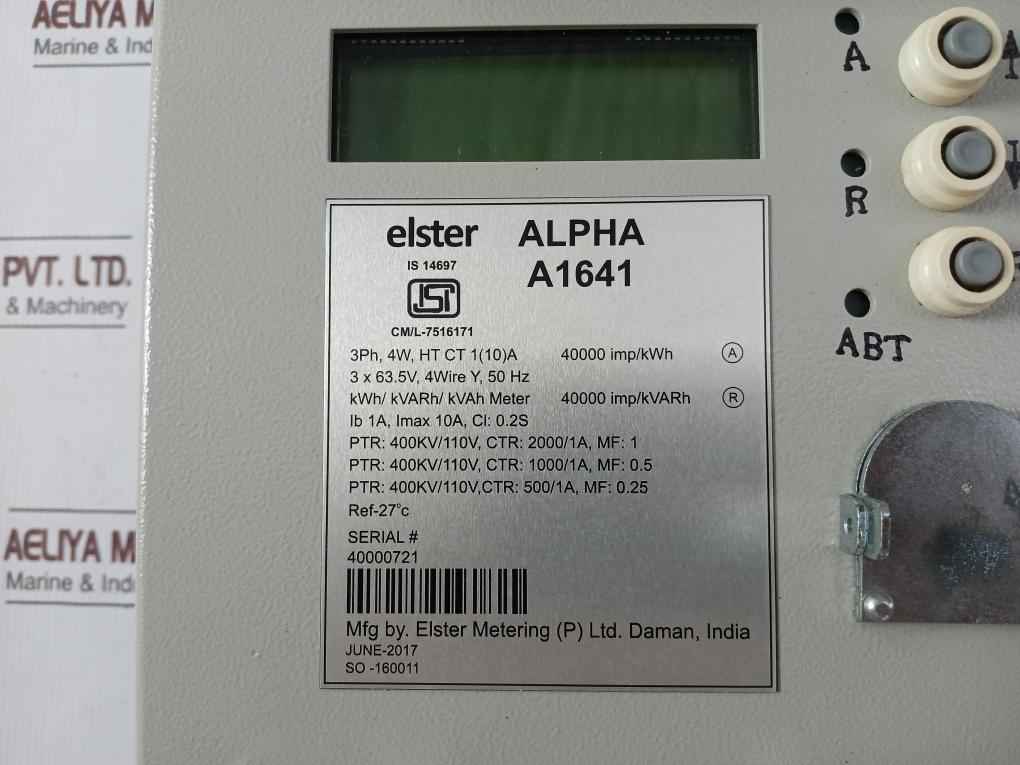 AELIYA M
Marine & Ind
PVT. LTD.
& Machinery
AELIYA M
Marine & Indu
A
R
ABT
elster ALPHA
IS 14697 A1641
ISI
CM/L-7516171
3Ph, 4W, HT CT 1(10)A 40000 imp/kWh A
3 x 63.5V, 4Wire Y, 50 Hz
kWh/ kVARh/ kVAh Meter 40000 imp/kVARh R
Ib 1A, Imax 10A, Cl: 0.2S
PTR: 400KV/110V, CTR: 2000/1A, MF: 1
PTR: 400KV/110V, CTR: 1000/1A, MF: 0.5
PTR: 400KV/110V,CTR: 500/1A, MF: 0.25
Ref-27°c
SERIAL #
40000721
Mfg by. Elster Metering (P) Ltd. Daman, India
JUNE-2017
SO -160011